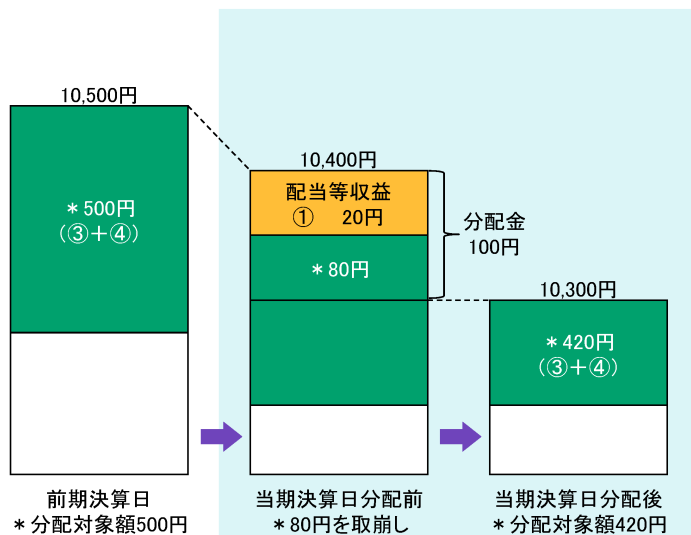 10,500円
＊500円
（③＋④）
前期決算日
＊分配対象額500円
10,400円
配当等収益
① 20円
＊80円
分配金
100円
当期決算日分配前
＊80円を取崩し
10,300円
＊420円
（③＋④）
当期決算日分配後
＊分配対象額420円